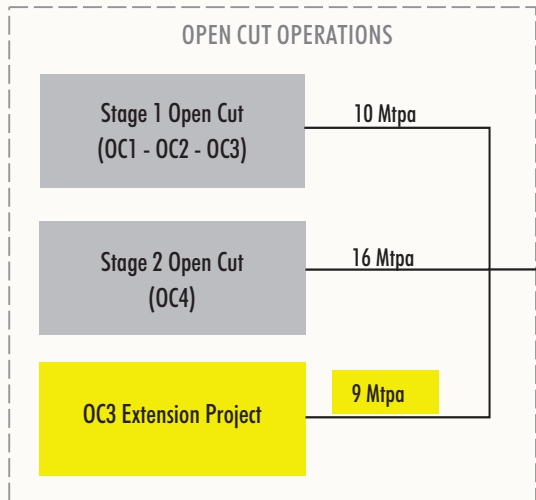 OPEN CUT OPERATIONS
Stage 1 Open Cut
(OC1 - OC2 - OC3)
10 Mtpa
Stage 2 Open Cut
(OC4)
16 Mtpa
OC3 Extension Project
9 Mtpa